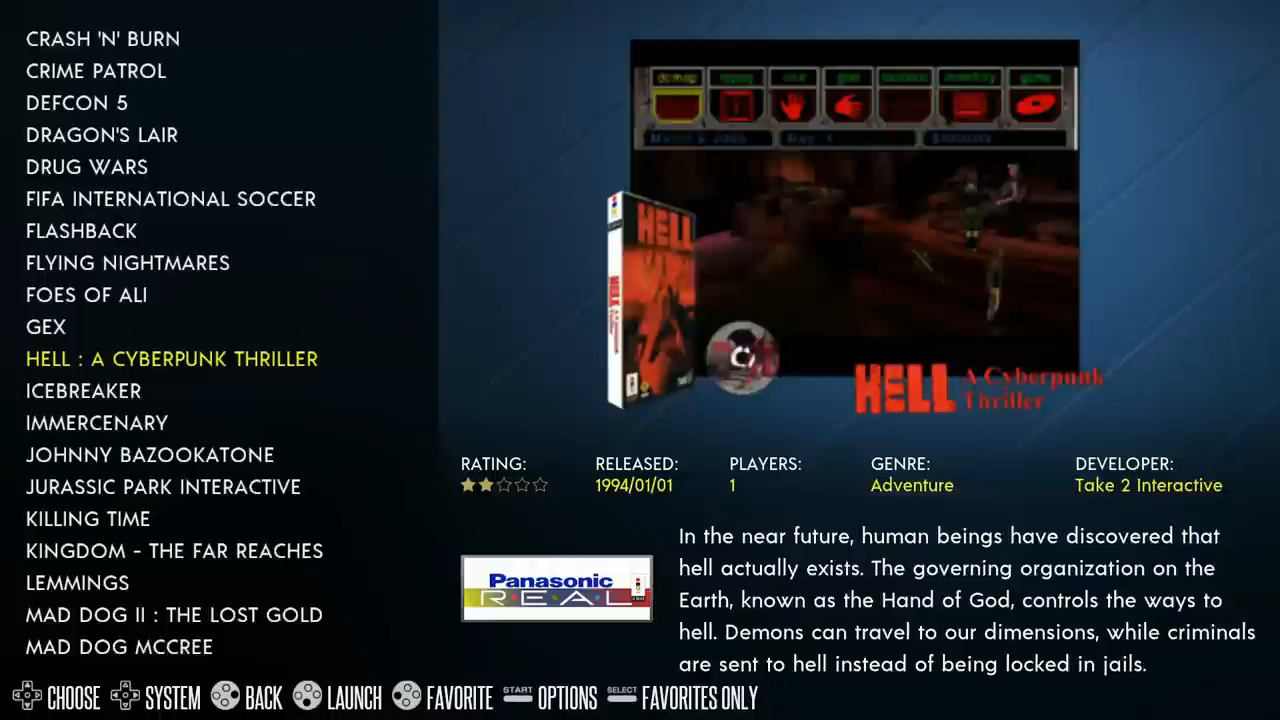 CRASH 'N' BURN
CRIME PATROL
DEFCON 5
DRAGON'S LAIR
DRUG WARS
FIFA INTERNATIONAL SOCCER
FLASHBACK
FLYING NIGHTMARES
FOES OF ALI
GEX
HELL : A CYBERPUNK THRILLER
ICEBREAKER
IMMERCENARY
JOHNNY BAZOOKATONE
JURASSIC PARK INTERACTIVE
KILLING TIME
KINGDOM - THE FAR REACHES
LEMMINGS
MAD DOG II : THE LOST GOLD
MAD DOG MCCREE
inventory
game
Day 1
HELL
HELL
HELL A Cyberpunk
Thriller
RATING:
RELEASED:
1994/01/01
PLAYERS:
1
GENRE:
Adventure
DEVELOPER:
Take 2 Interactive
Panasonic
REAL
In the near future, human beings have discovered that
hell actually exists. The governing organization on the
Earth, known as the Hand of God, controls the ways to
hell. Demons can travel to our dimensions, while criminals
are sent to hell instead of being locked in jails.
CHOOSE SYSTEM BACK LAUNCH FAVORITE START OPTIONS SELECT FAVORITES ONLY